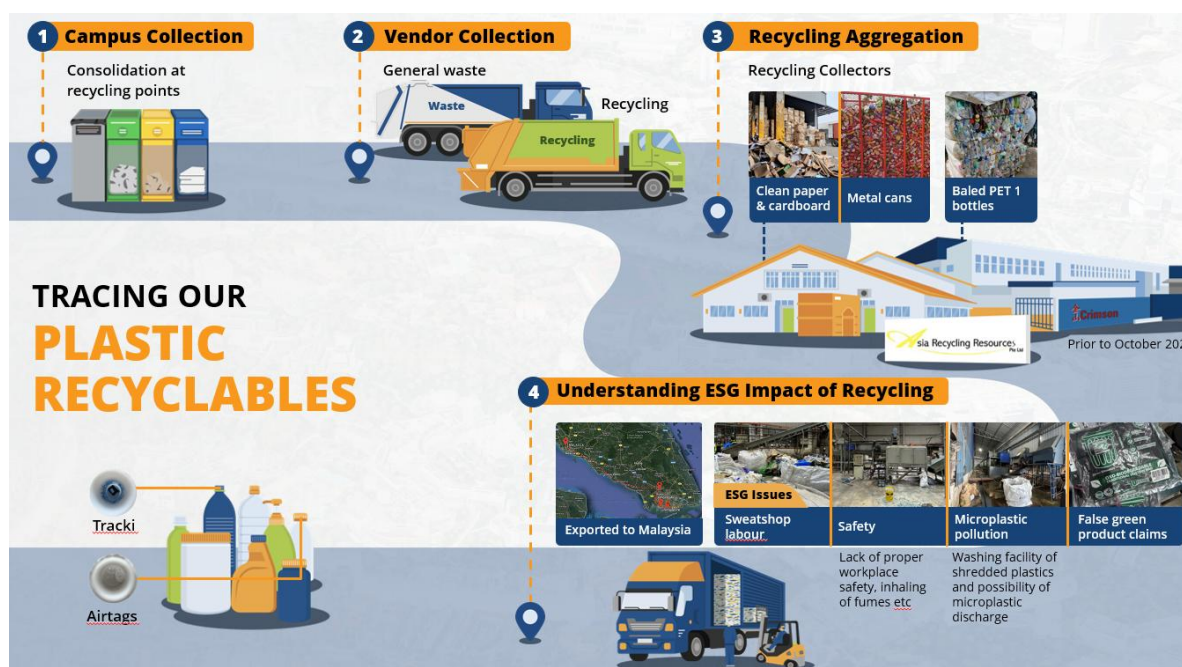 1 Campus Collection
Consolidation at
recycling points
2 Vendor Collection
General waste
Waste
Recycling
Recycling
3 Recycling Aggregation
Recycling Collectors
Clean paper
& cardboard
Metal cans
Baled PET 1
bottles
Crimson
Asia Recycling Resources
Pte Ltd
Prior to October 202
TRACING OUR
PLASTIC
RECYCLABLES
Tracki
Airtags
4 Understanding ESG Impact of Recycling
Exported to Malaysia
ESG Issues
Sweatshop
labour
Safety
Lack of proper
workplace
safety, inhaling
of fumes etc
Microplastic
pollution
Washing facility of
shredded plastics
and possibility of
microplastic
discharge
False green
product claims